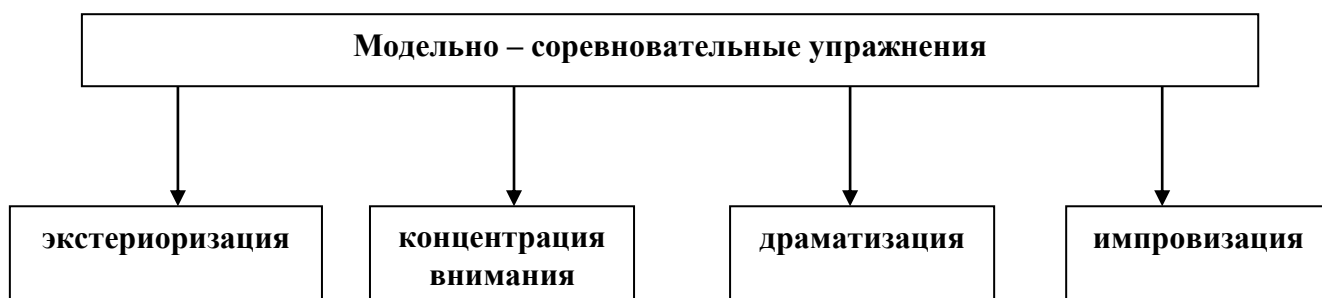 Модельно – соревновательные упражнения
экстериоризация
концентрация
внимания
драматизация
импровизация